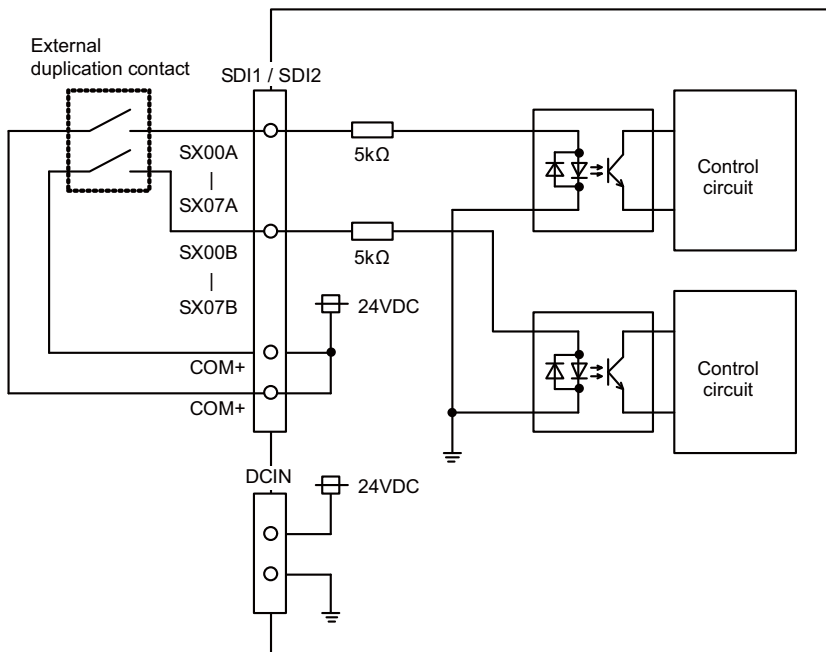 External
duplication contact
SDI1 / SDI2
SX00A
|
SX07A
5kΩ
Control
circuit
SX00B
|
SX07B
5kΩ
24VDC
COM+
COM+
Control
circuit
DCIN
24VDC